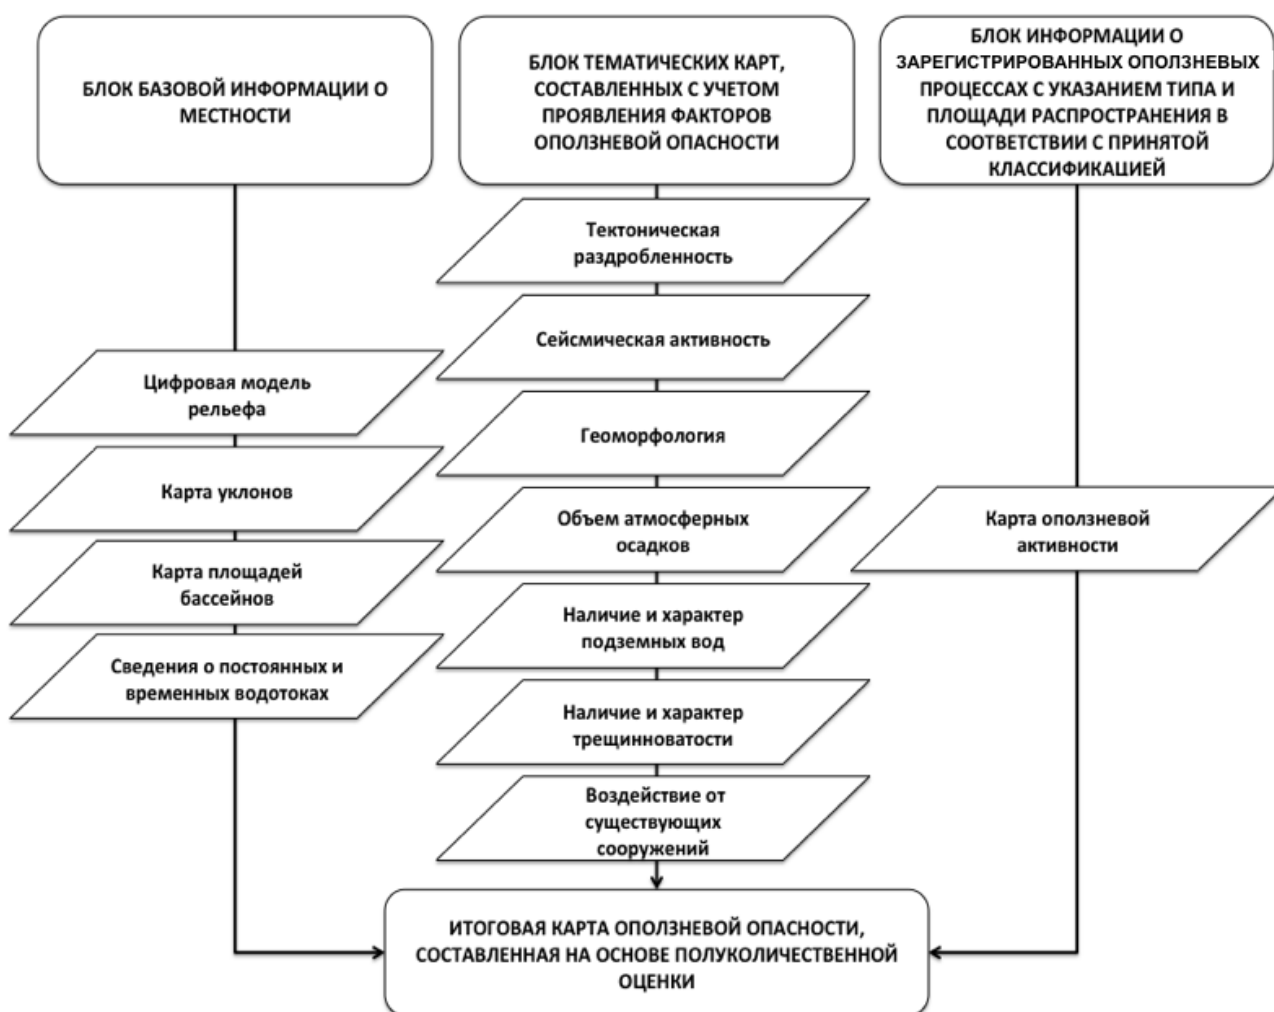 БЛОК БАЗОВОЙ ИНФОРМАЦИИ О
МЕСТНОСТИ
БЛОК ТЕМАТИЧЕСКИХ КАРТ,
СОСТАВЛЕННЫХ С УЧЕТОМ
ПРОЯВЛЕНИЯ ФАКТОРОВ
ОПОЛЗНЕВОЙ ОПАСНОСТИ
БЛОК ИНФОРМАЦИИ О
ЗАРЕГИСТРИРОВАННЫХ ОПОЛЗНЕВЫХ
ПРОЦЕССАХ С УКАЗАНИЕМ ТИПА И
ПЛОЩАДИ РАСПРОСТРАНЕНИЯ В
СООТВЕТСТВИИ С ПРИНЯТОЙ
КЛАССИФИКАЦИЕЙ
Цифровая модель
рельефа
Карта уклонов
Карта площадей
бассейнов
Сведения о постоянных и
временных водотоках
Тектоническая
раздробленность
Сейсмическая активность
Геоморфология
Объем атмосферных
осадков
Наличие и характер
подземных вод
Наличие и характер
трещинноватости
Воздействие от
существующих
сооружений
Карта оползневой
активности
ИТОГОВАЯ КАРТА ОПОЛЗНЕВОЙ ОПАСНОСТИ,
СОСТАВЛЕННАЯ НА ОСНОВЕ ПОЛУКОЛИЧЕСТВЕННОЙ
ОЦЕНКИ